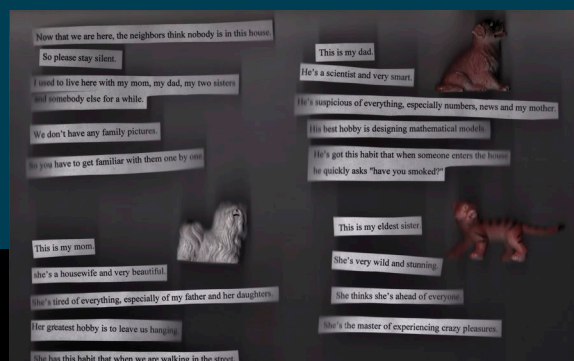 Now that we are here, the neighbors think nobody is in this house.
So please stay silent.
I used to live here with my mom, my dad, my two sisters
and somebody else for a while.
We don't have any family pictures.
So you have to get familiar with them one by one.
This is my mom.
she's a housewife and very beautiful.
She's tired of everything, especially of my father and her daughters.
Her greatest hobby is to leave us hanging.
She has this habit that when we are walking in the street
This is my dad.
He's a scientist and very smart.
He's suspicious of everything, especially numbers, news and my mother.
His best hobby is designing mathematical models.
He's got this habit that when someone enters the house
he quickly asks "have you smoked?"
This is my eldest sister.
She's very wild and stunning.
She thinks she's ahead of everyone.
She's the master of experiencing crazy pleasures.